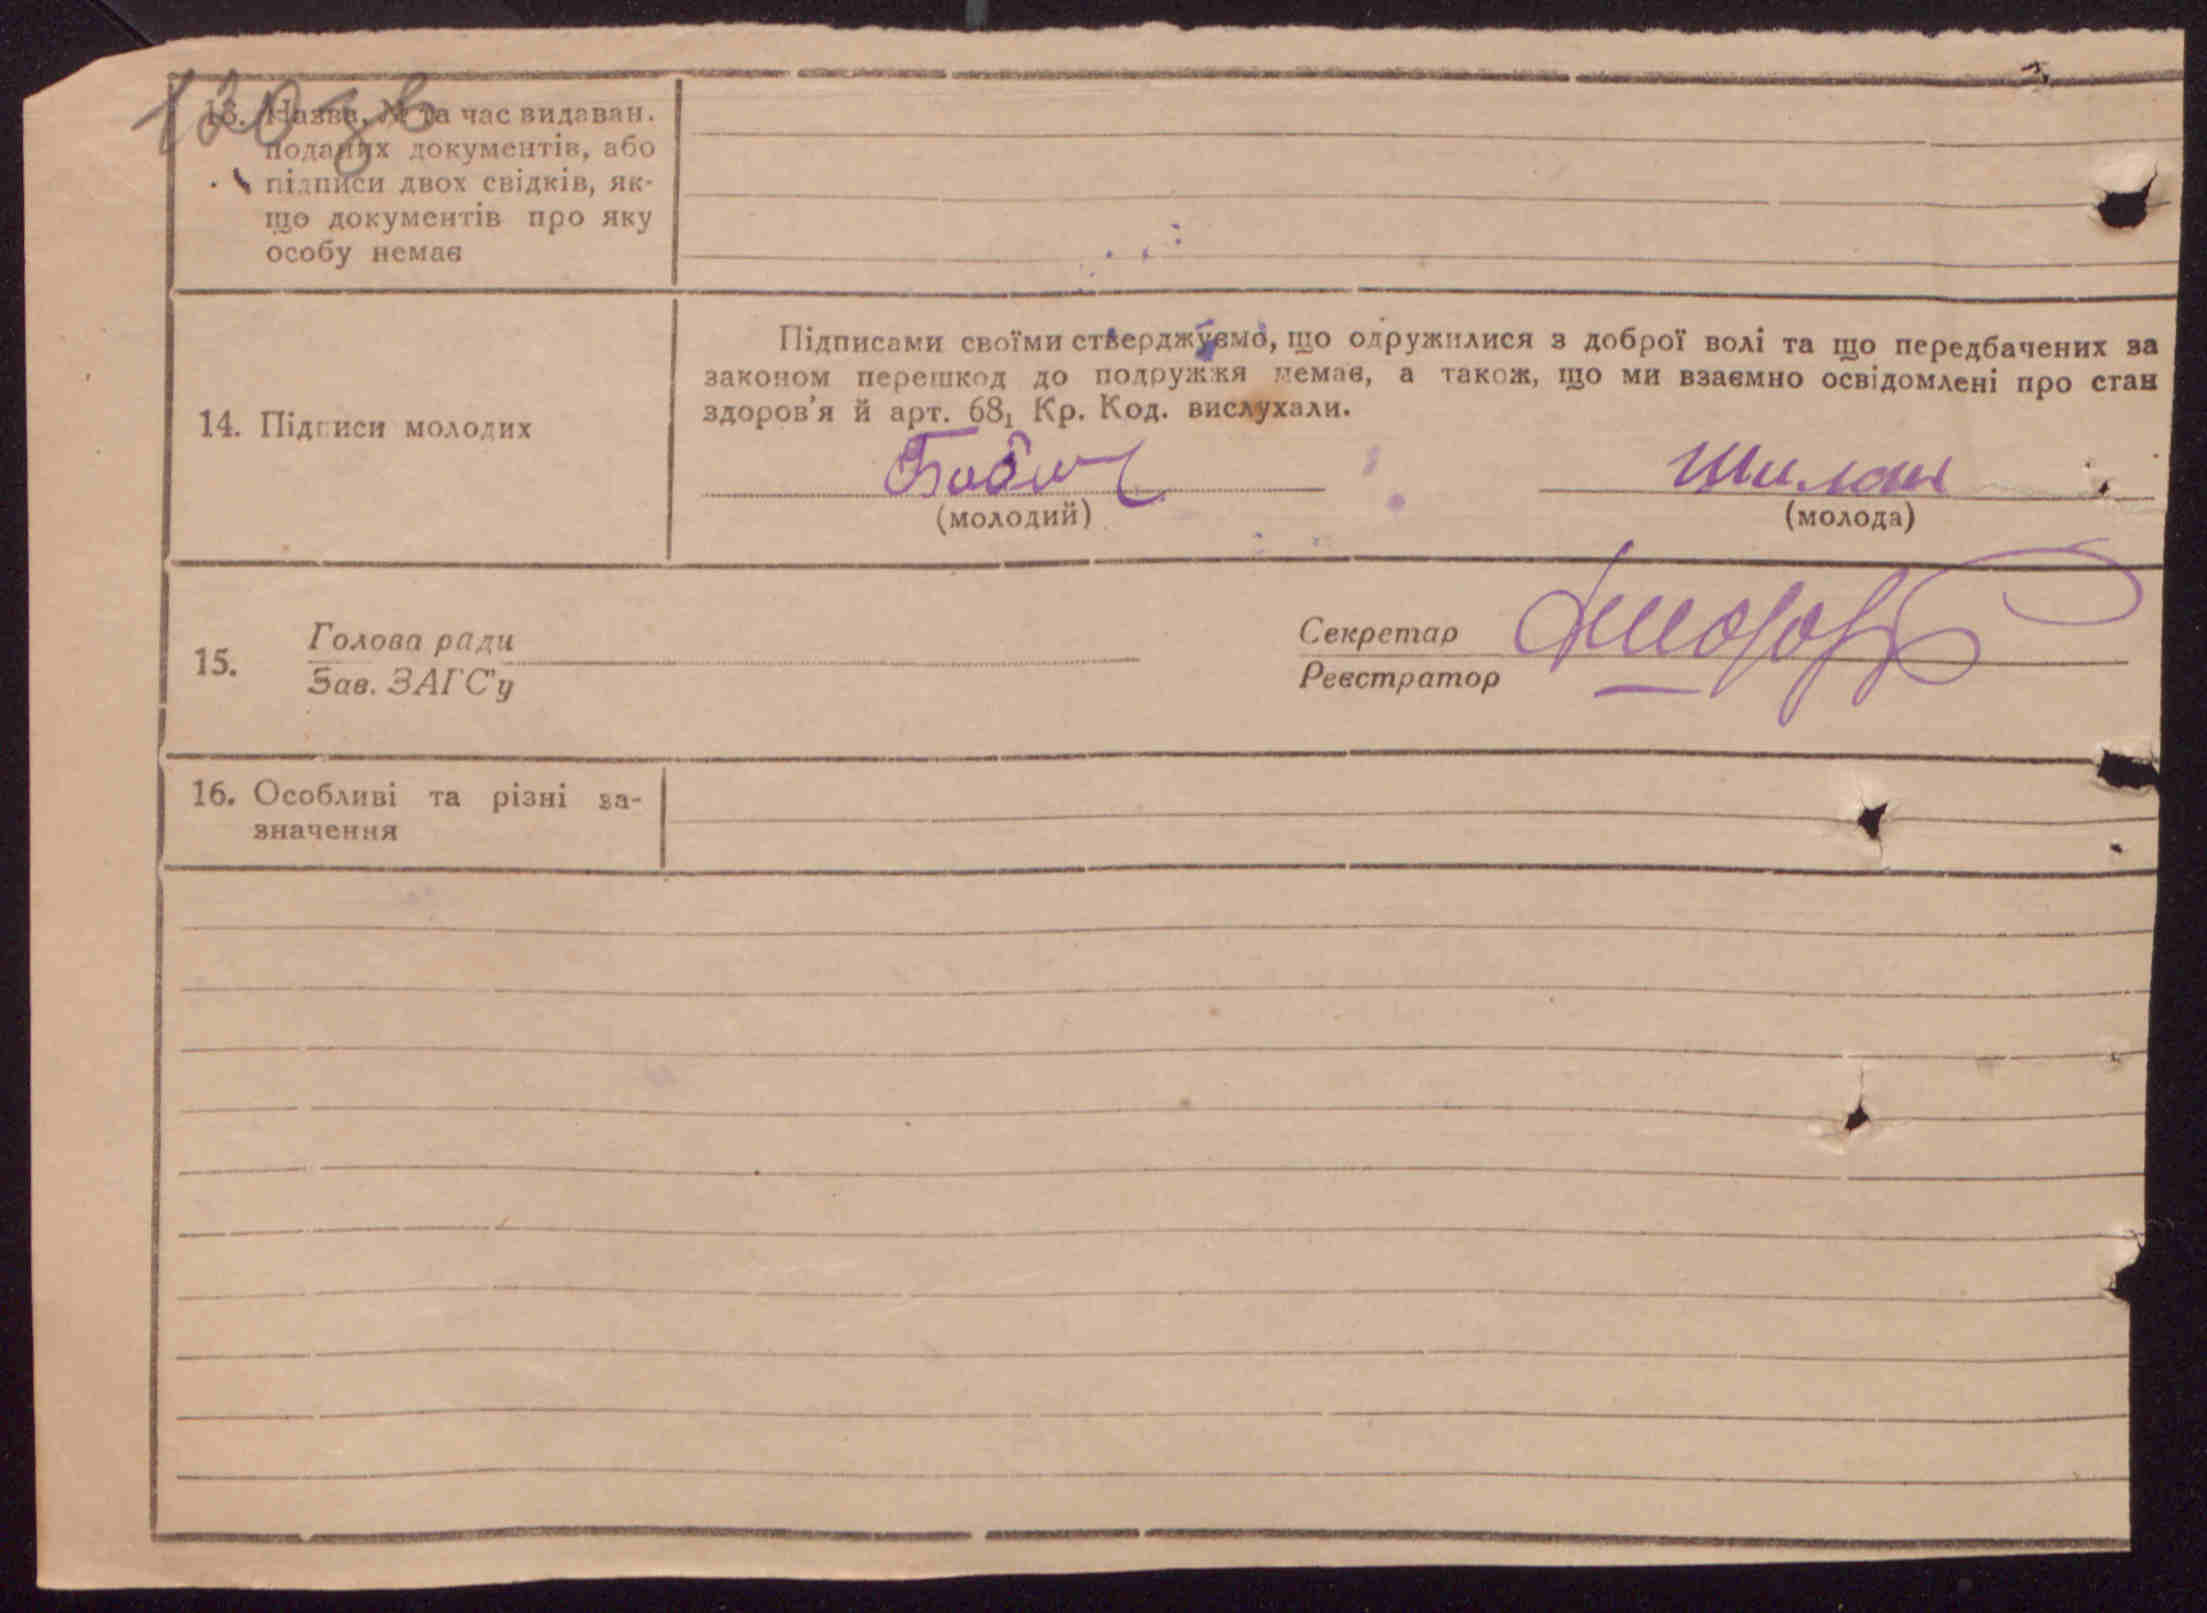 13. Назва, № та час видаван.
поданих документів, або
підписи двох свідків, як-
що документів про яку
особу немає
Підписами своїми стверджуємо, що одружилися з доброї волі та що передбачених за
законом перешкод до подружжя немає, а також, що ми взаємно освідомлені про стан
здоров'я й арт. 68₁ Кр. Код. вислухали.
14. Підписи молодих
(молодий)
(молода)
15.
Голова ради
Зав. ЗАГС'у
Секретар
Реєстратор
16. Особливі та різні за-
значення